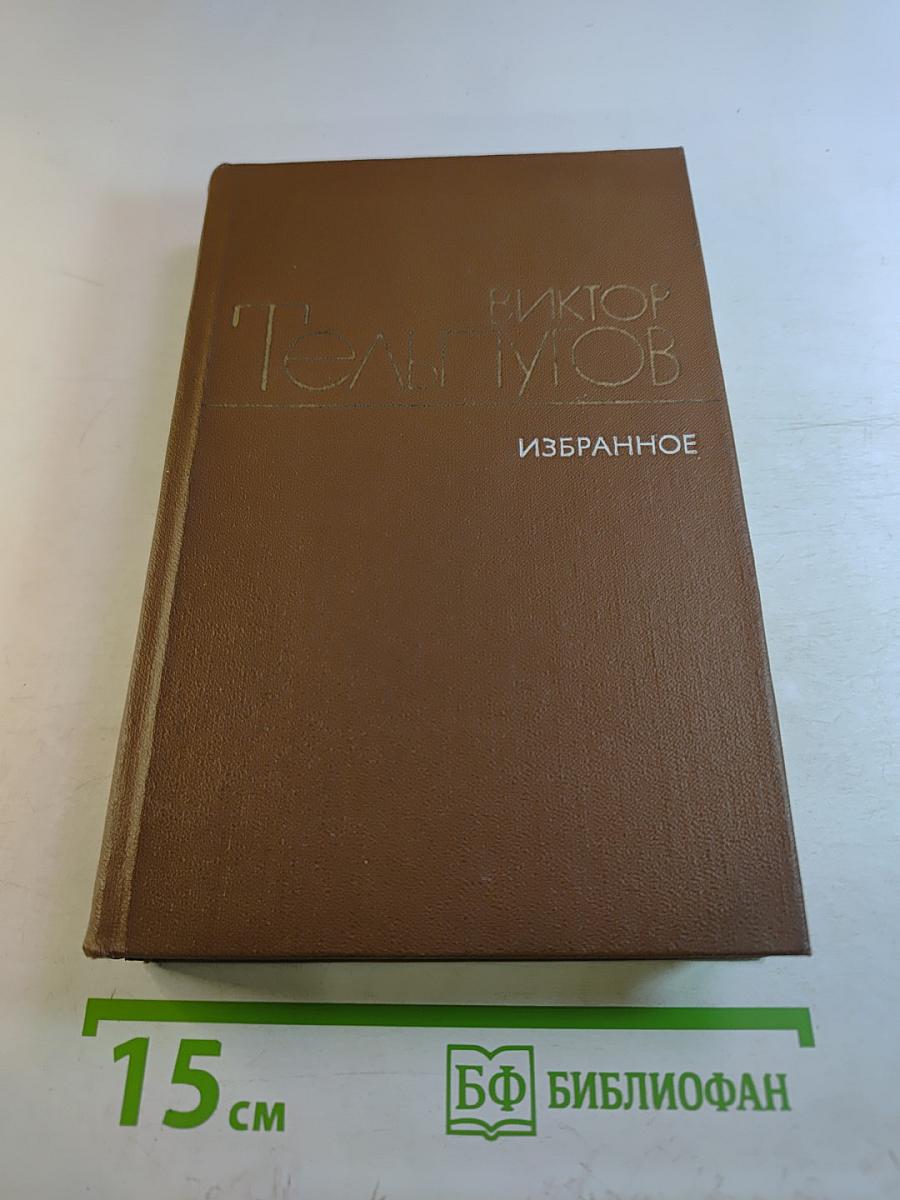 ВИКТОР
Тельпугов
ИЗБРАННОЕ
15 см
БФ БИБЛИОФАН